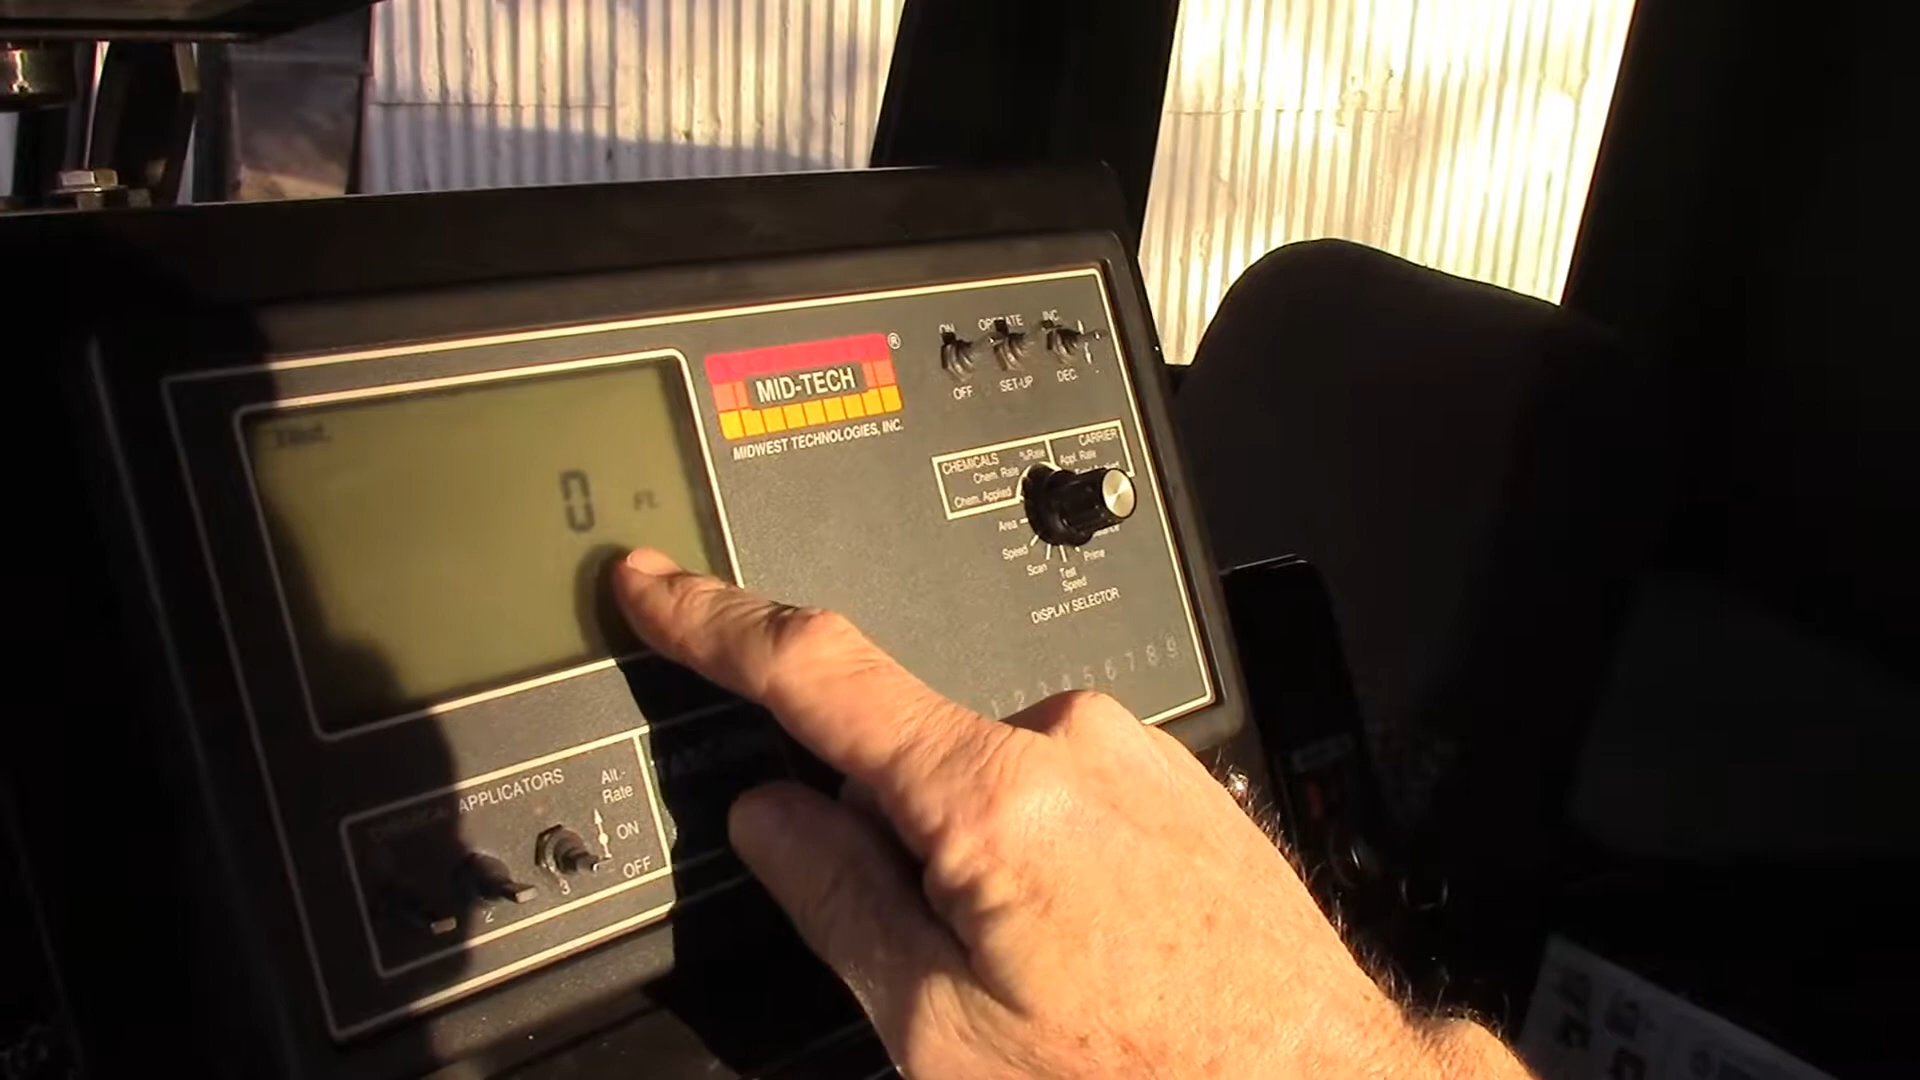 Dist.
0 FT.
MID-TECH ®
MIDWEST TECHNOLOGIES, INC.
ON OPERATE INC.
OFF SET-UP DEC.
CHEMICALS
%Rate
Chem. Rate
Chem. Applied
CARRIER
Appl. Rate
Area
Speed
Scan
Test
Speed
Prime
DISPLAY SELECTOR
1 2 3 4 5 6 7 8 9
APPLICATORS
Alt.-
Rate
ON
OFF
2
3